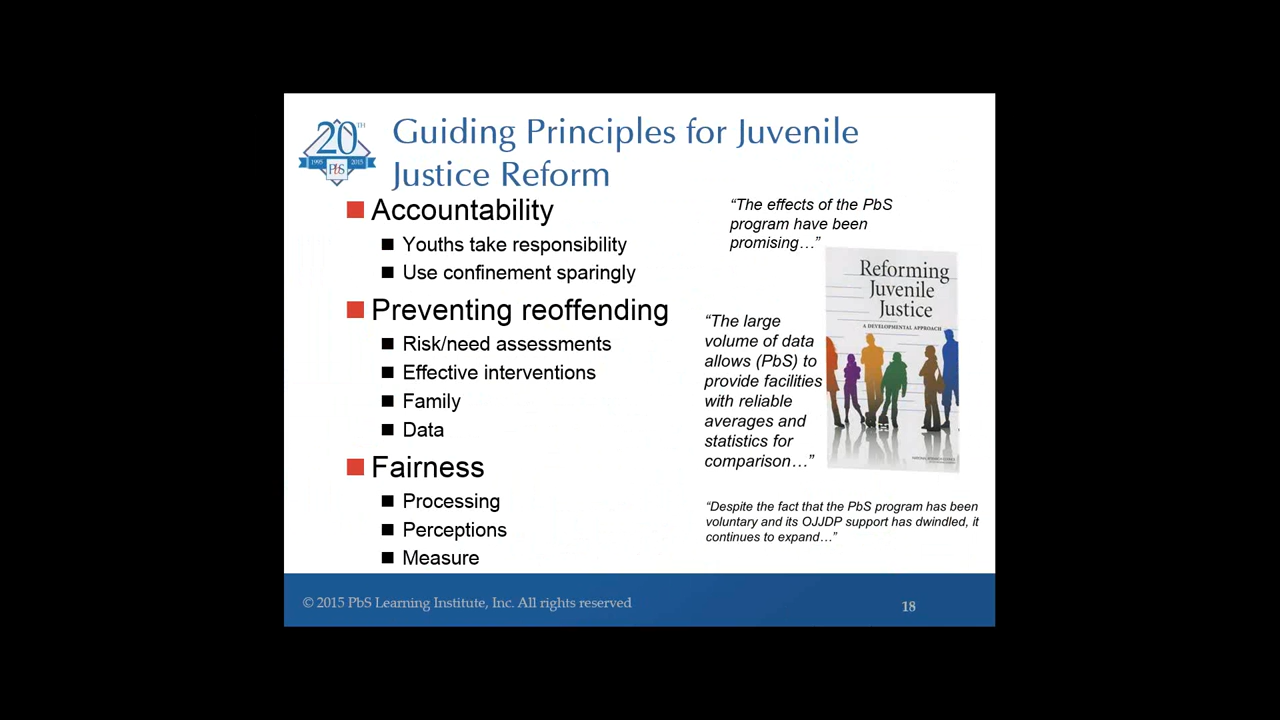 20TH
1995 PbS 2015
Guiding Principles for Juvenile
Justice Reform
Accountability
Youths take responsibility
Use confinement sparingly
Preventing reoffending
Risk/need assessments
Effective interventions
Family
Data
Fairness
Processing
Perceptions
Measure
“The effects of the PbS
program have been
promising…”
Reforming
Juvenile
Justice
A DEVELOPMENTAL APPROACH
“The large
volume of data
allows (PbS) to
provide facilities
with reliable
averages and
statistics for
comparison…”
“Despite the fact that the PbS program has been
voluntary and its OJJDP support has dwindled, it
continues to expand…”
© 2015 PbS Learning Institute, Inc. All rights reserved
18